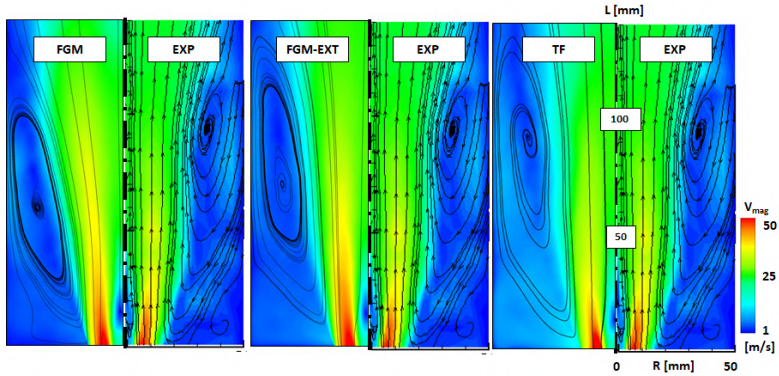 L [mm]
FGM EXP FGM-EXT EXP TF EXP
100
50
V mag
50
25
1
[m/s]
0 R [mm] 50